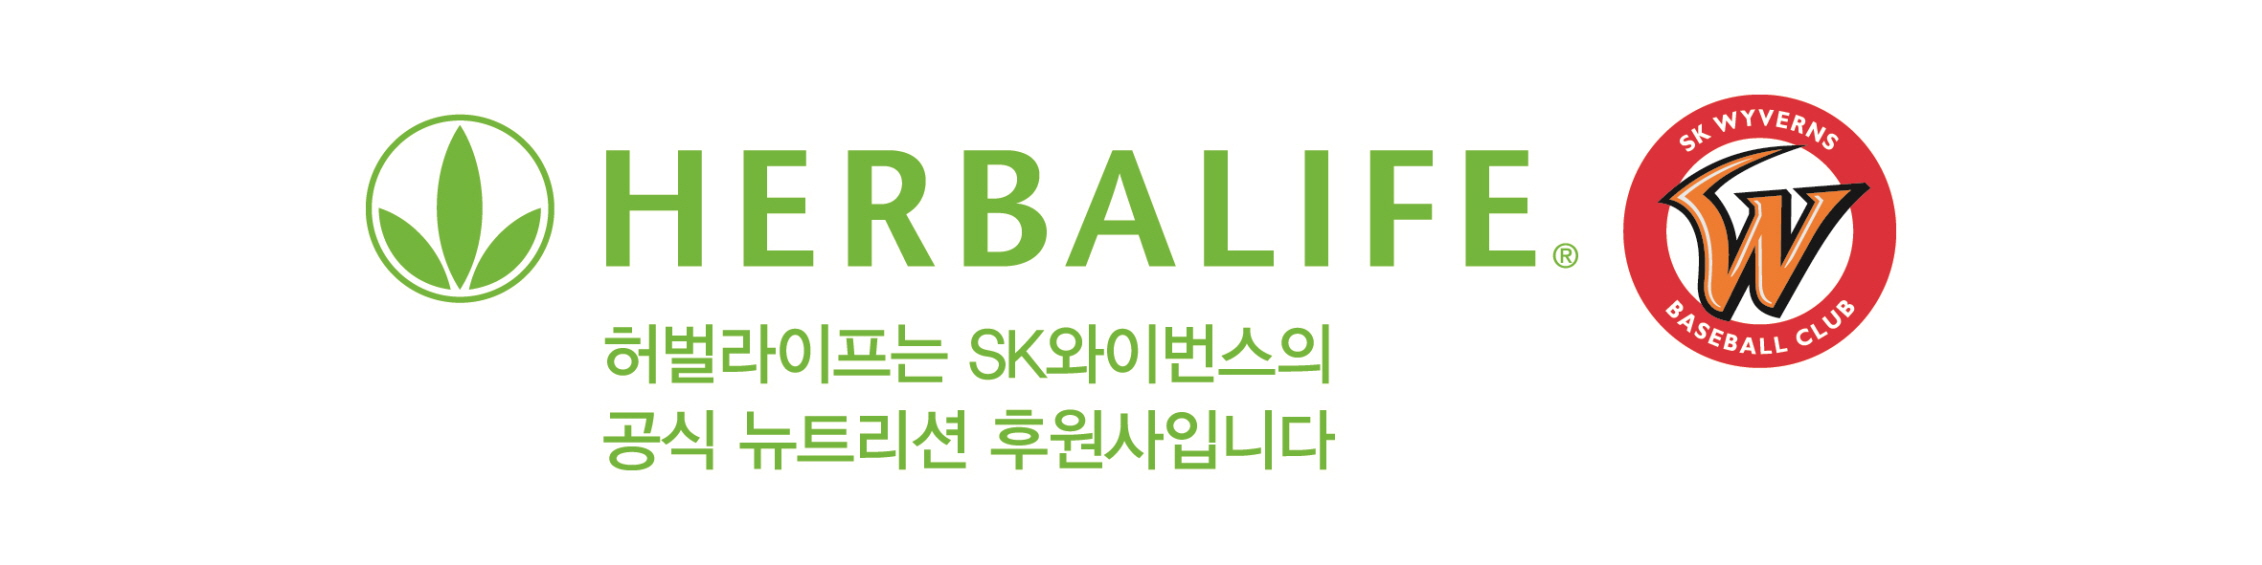 HERBALIFE®
SK WYVERNS
W
BASEBALL CLUB
허벌라이프는 SK와이번스의
공식 뉴트리션 후원사입니다